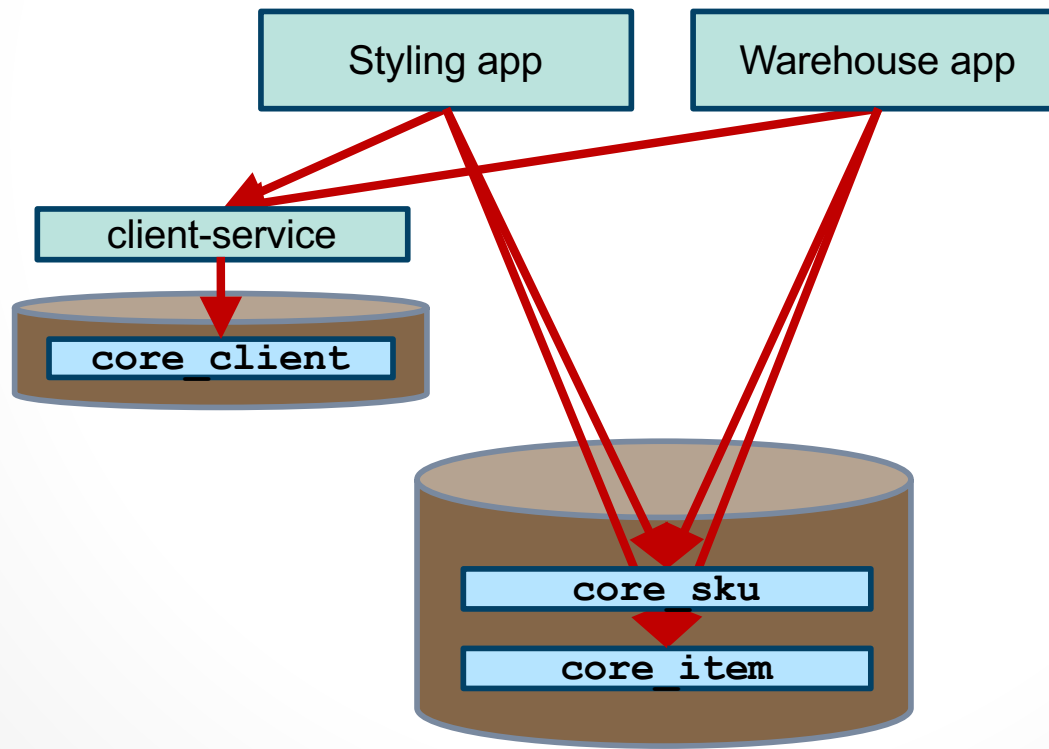 Styling app
Warehouse app
client-service
core_client
core_sku
core_item